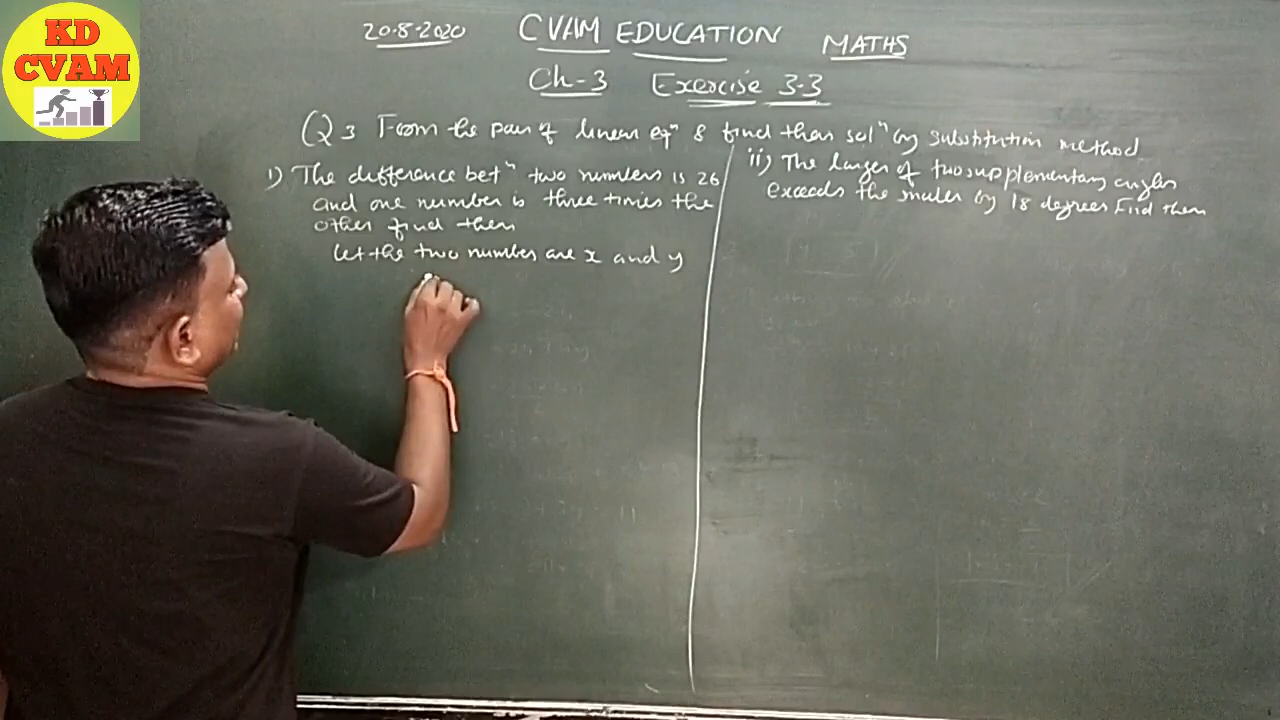 KD
CVAM
20-8-2020 CVAM EDUCATION MATHS
Ch-3 Exercise 3.3
Q3 From the pair of linear eqⁿ & find their solⁿ by substitution method
i) The difference betⁿ two numbers is 26
and one number is three times the
other find them
let the two number are x and y
ii) The larger of two supplementary angles
exceeds the smaller by 18 degrees Find them